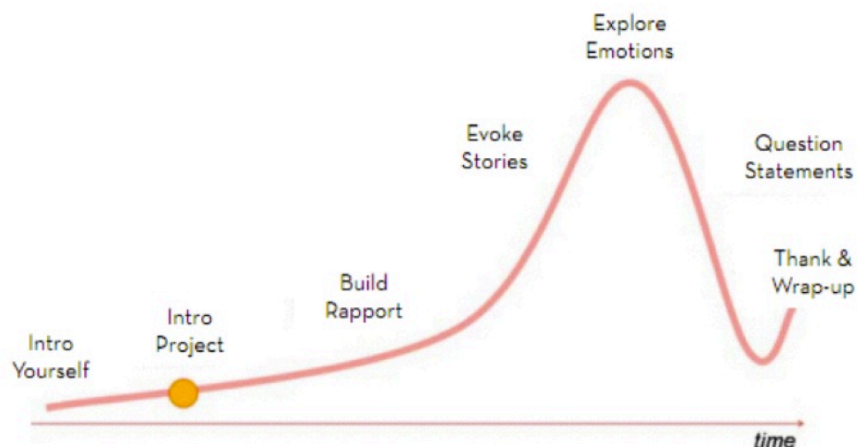 Explore
Emotions
Evoke
Stories
Question
Statements
Build
Rapport
Thank &
Wrap-up
Intro
Project
Intro
Yourself
time